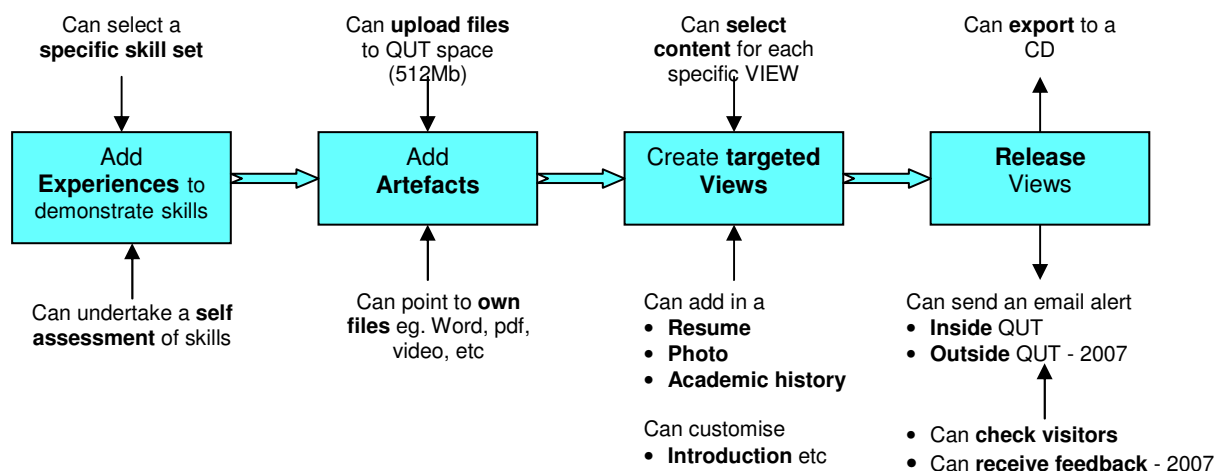 Can select a
specific skill set
Can upload files
to QUT space
(512Mb)
Can select
content for each
specific VIEW
Can export to a
CD
Add
Experiences to
demonstrate skills
Add
Artefacts
Create targeted
Views
Release
Views
Can undertake a self
assessment of skills
Can point to own
files eg. Word, pdf,
video, etc
Can add in a
• Resume
• Photo
• Academic history
Can customise
• Introduction etc
Can send an email alert
• Inside QUT
• Outside QUT - 2007
• Can check visitors
• Can receive feedback - 2007